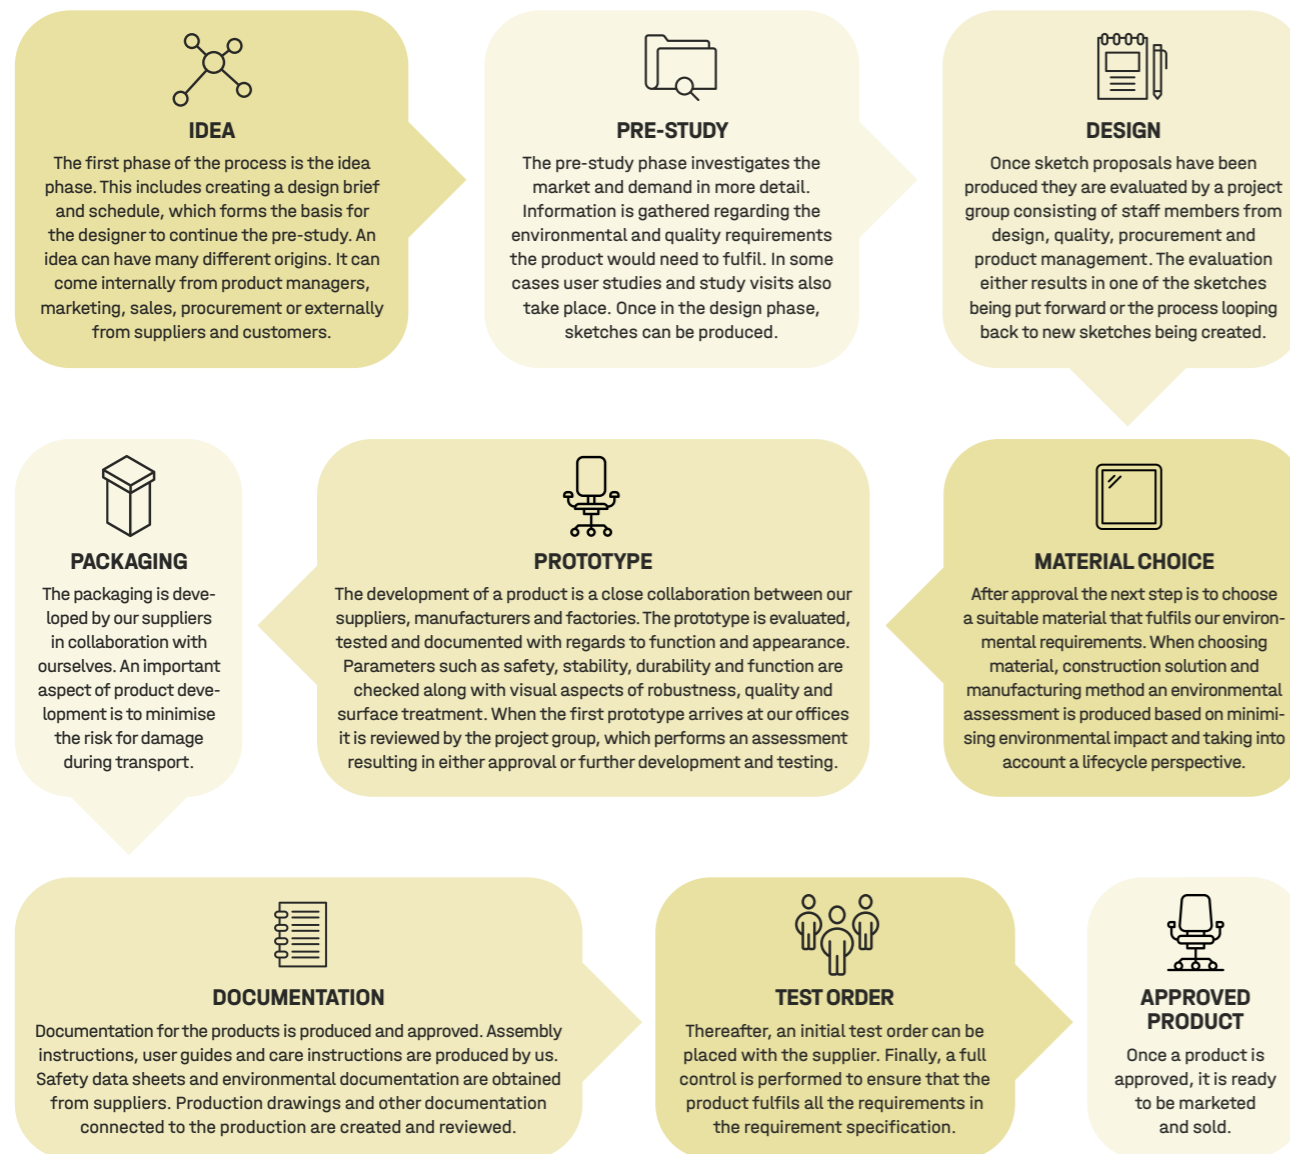 IDEA
The first phase of the process is the idea
phase. This includes creating a design brief
and schedule, which forms the basis for
the designer to continue the pre-study. An
idea can have many different origins. It can
come internally from product managers,
marketing, sales, procurement or externally
from suppliers and customers.
PRE-STUDY
The pre-study phase investigates the
market and demand in more detail.
Information is gathered regarding the
environmental and quality requirements
the product would need to fulfil. In some
cases user studies and study visits also
take place. Once in the design phase,
sketches can be produced.
DESIGN
Once sketch proposals have been
produced they are evaluated by a project
group consisting of staff members from
design, quality, procurement and
product management. The evaluation
either results in one of the sketches
being put forward or the process looping
back to new sketches being created.
MATERIAL CHOICE
After approval the next step is to choose
a suitable material that fulfils our environ-
mental requirements. When choosing
material, construction solution and
manufacturing method an environmental
assessment is produced based on minimi-
sing environmental impact and taking into
account a lifecycle perspective.
PROTOTYPE
The development of a product is a close collaboration between our
suppliers, manufacturers and factories. The prototype is evaluated,
tested and documented with regards to function and appearance.
Parameters such as safety, stability, durability and function are
checked along with visual aspects of robustness, quality and
surface treatment. When the first prototype arrives at our offices
it is reviewed by the project group, which performs an assessment
resulting in either approval or further development and testing.
PACKAGING
The packaging is deve-
loped by our suppliers
in collaboration with
ourselves. An important
aspect of product deve-
lopment is to minimise
the risk for damage
during transport.
DOCUMENTATION
Documentation for the products is produced and approved. Assembly
instructions, user guides and care instructions are produced by us.
Safety data sheets and environmental documentation are obtained
from suppliers. Production drawings and other documentation
connected to the production are created and reviewed.
TEST ORDER
Thereafter, an initial test order can be
placed with the supplier. Finally, a full
control is performed to ensure that the
product fulfils all the requirements in
the requirement specification.
APPROVED
PRODUCT
Once a product is
approved, it is ready
to be marketed
and sold.